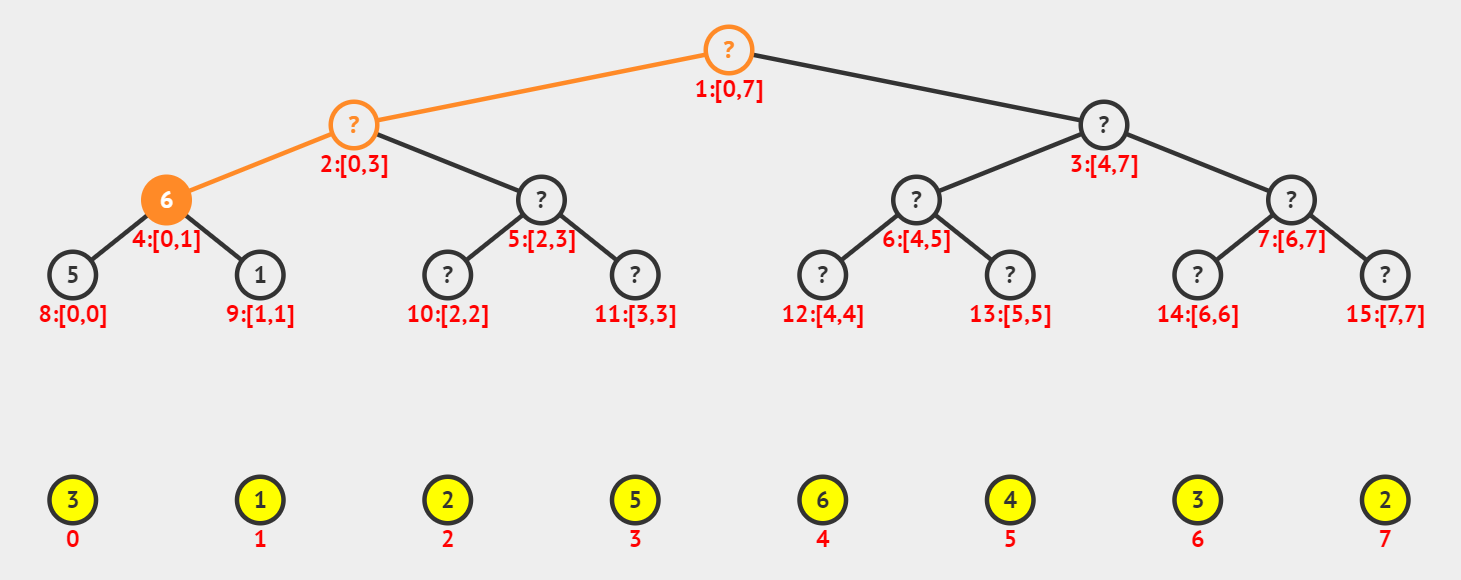 ?
1:[0,7]
? ?
2:[0,3] 3:[4,7]
6 ? ? ?
4:[0,1] 5:[2,3] 6:[4,5] 7:[6,7]
5 1 ? ? ? ? ? ?
8:[0,0] 9:[1,1] 10:[2,2] 11:[3,3] 12:[4,4] 13:[5,5] 14:[6,6] 15:[7,7]
3 1 2 5 6 4 3 2
0 1 2 3 4 5 6 7